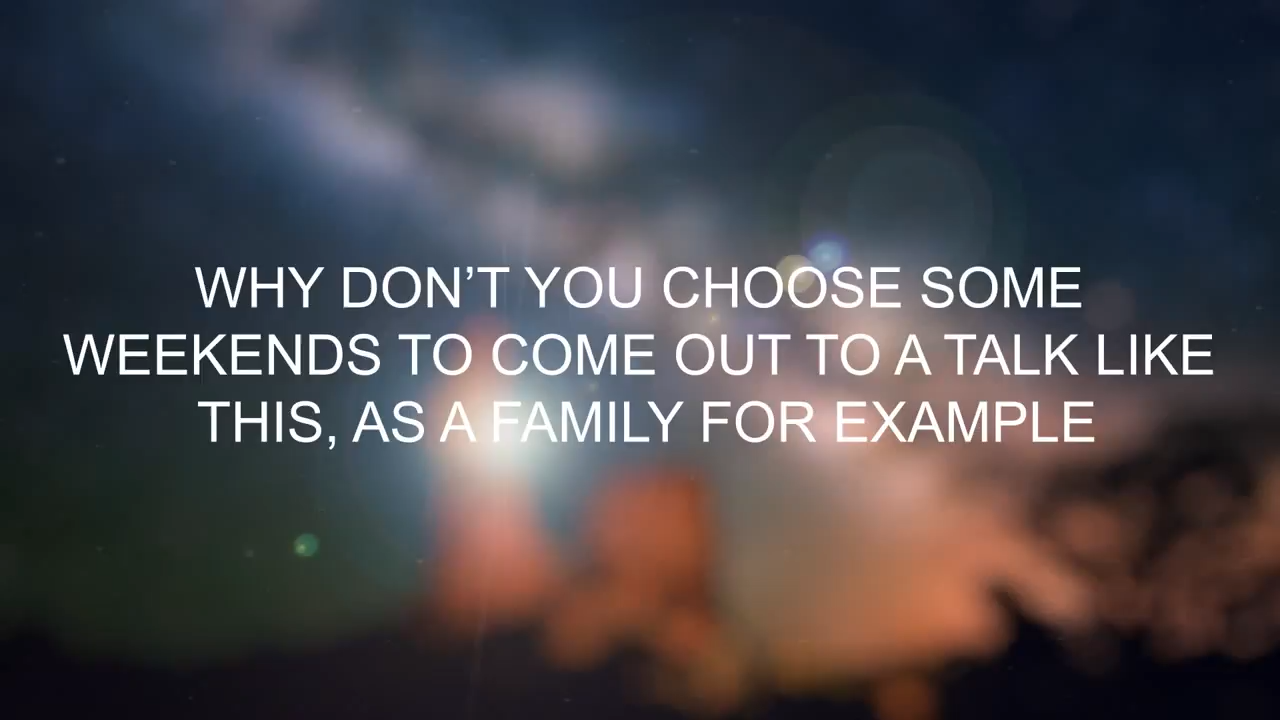 WHY DON’T YOU CHOOSE SOME
WEEKENDS TO COME OUT TO A TALK LIKE
THIS, AS A FAMILY FOR EXAMPLE